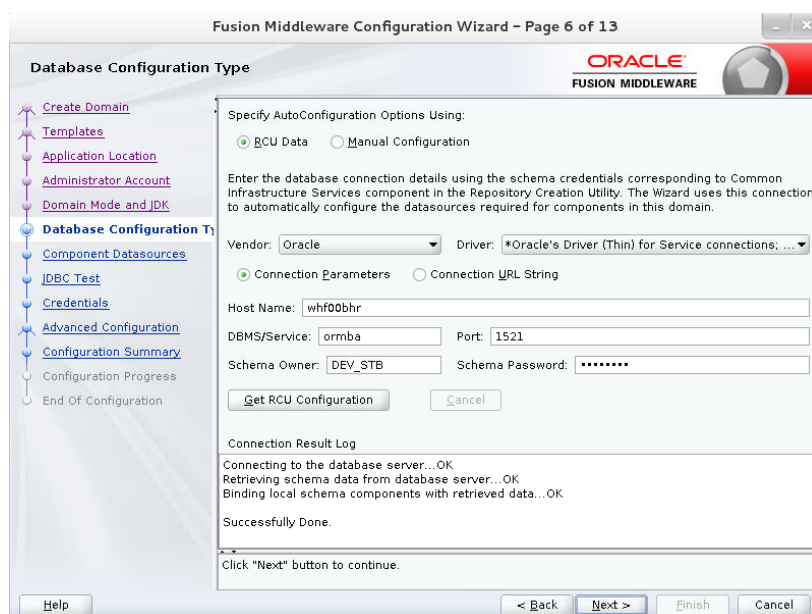 Fusion Middleware Configuration Wizard - Page 6 of 13
Database Configuration Type
ORACLE
FUSION MIDDLEWARE
Create Domain
Templates
Application Location
Administrator Account
Domain Mode and JDK
Database Configuration Ty
Component Datasources
JDBC Test
Credentials
Advanced Configuration
Configuration Summary
Configuration Progress
End Of Configuration
Specify AutoConfiguration Options Using:
RCU Data Manual Configuration
Enter the database connection details using the schema credentials corresponding to Common
Infrastructure Services component in the Repository Creation Utility. The Wizard uses this connection
to automatically configure the datasources required for components in this domain.
Vendor: Oracle Driver: *Oracle's Driver (Thin) for Service connections; ...
Connection Parameters Connection URL String
Host Name: whf00bhr
DBMS/Service: ormba Port: 1521
Schema Owner: DEV_STB Schema Password: ••••••••
Get RCU Configuration Cancel
Connection Result Log
Connecting to the database server...OK
Retrieving schema data from database server...OK
Binding local schema components with retrieved data...OK
Successfully Done.
Click "Next" button to continue.
Help < Back Next > Finish Cancel